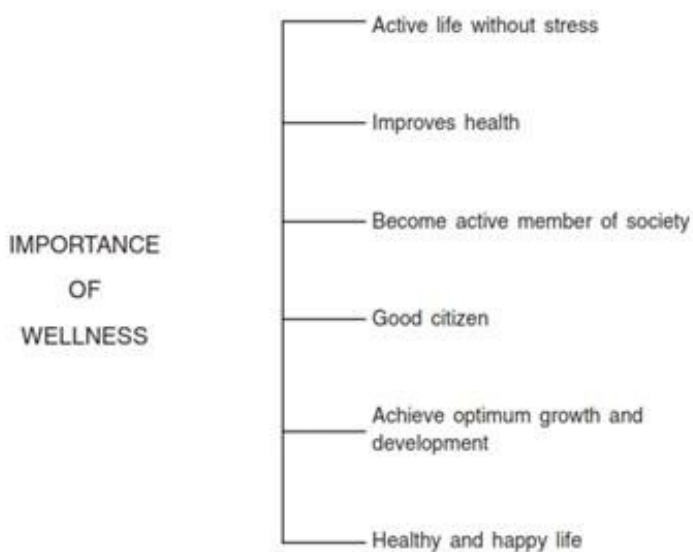 IMPORTANCE
OF
WELLNESS
Active life without stress
Improves health
Become active member of society
Good citizen
Achieve optimum growth and
development
Healthy and happy life